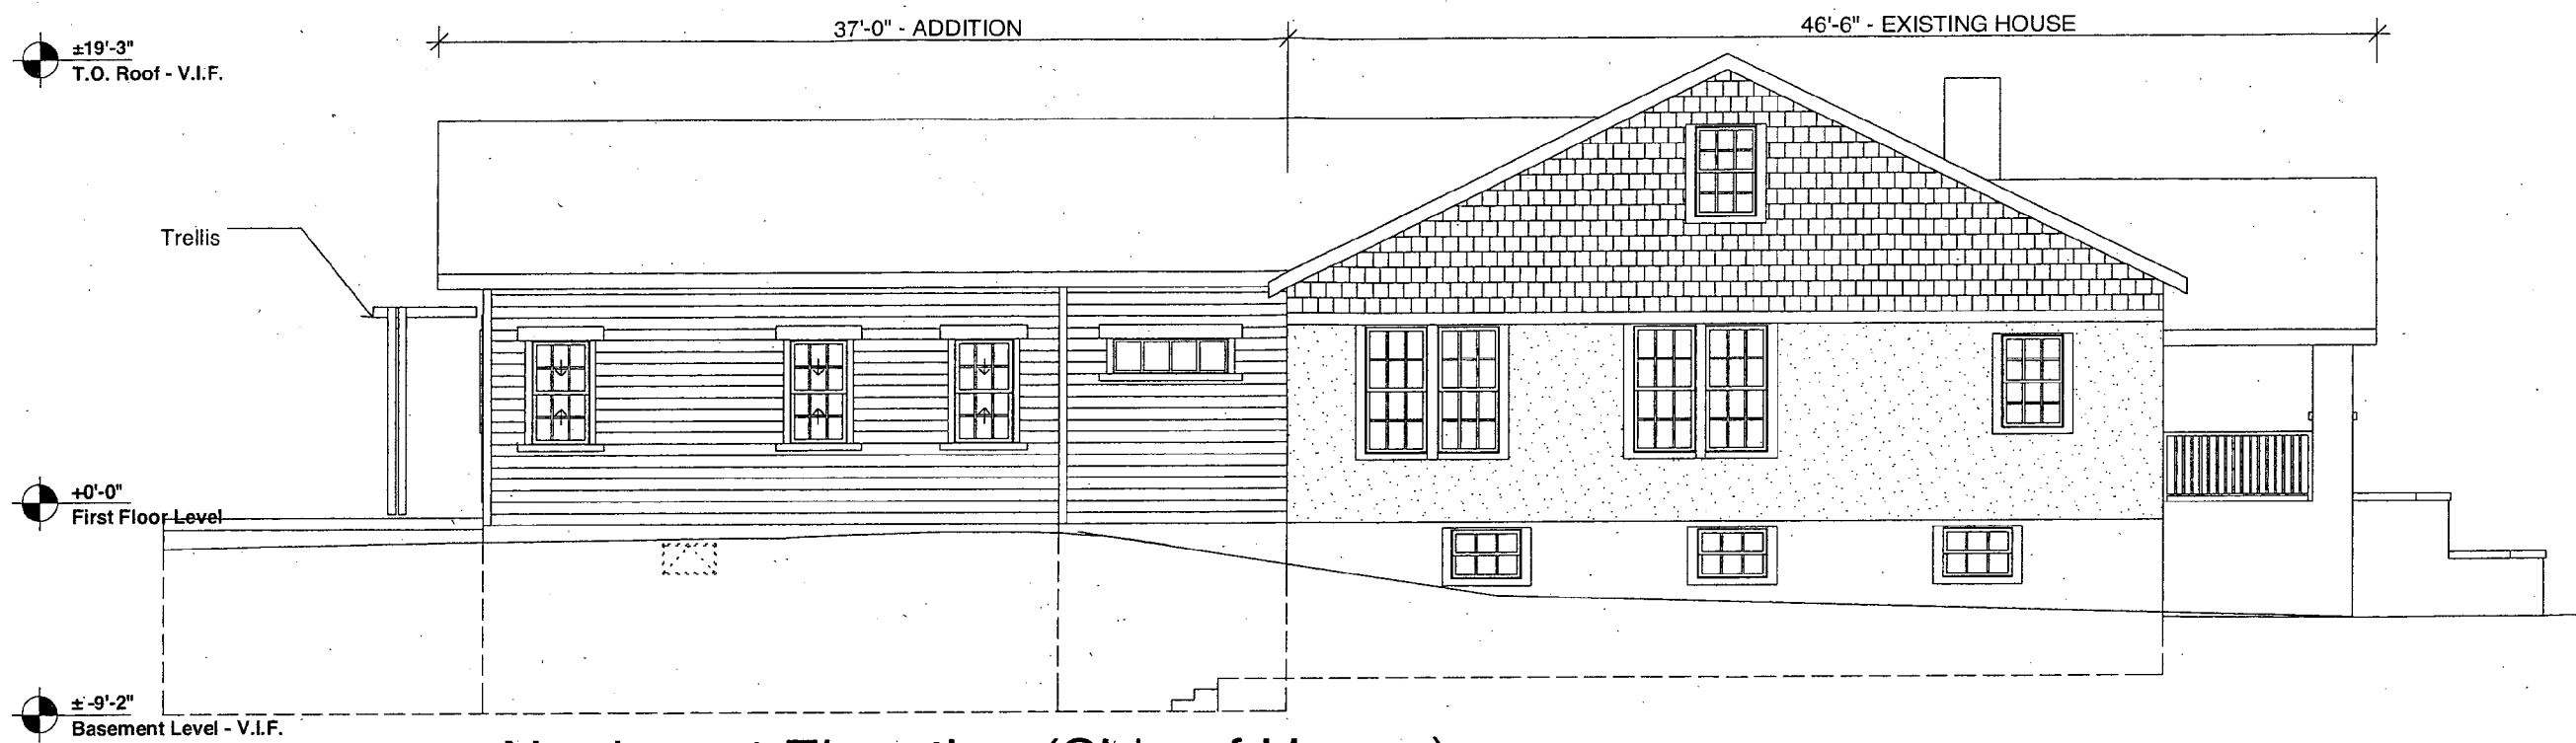 37'-0" - ADDITION
46'-6" - EXISTING HOUSE
±19'-3"
T.O. Roof - V.I.F.
Trellis
+0'-0"
First Floor Level
± -9'-2"
Basement Level - V.I.F.